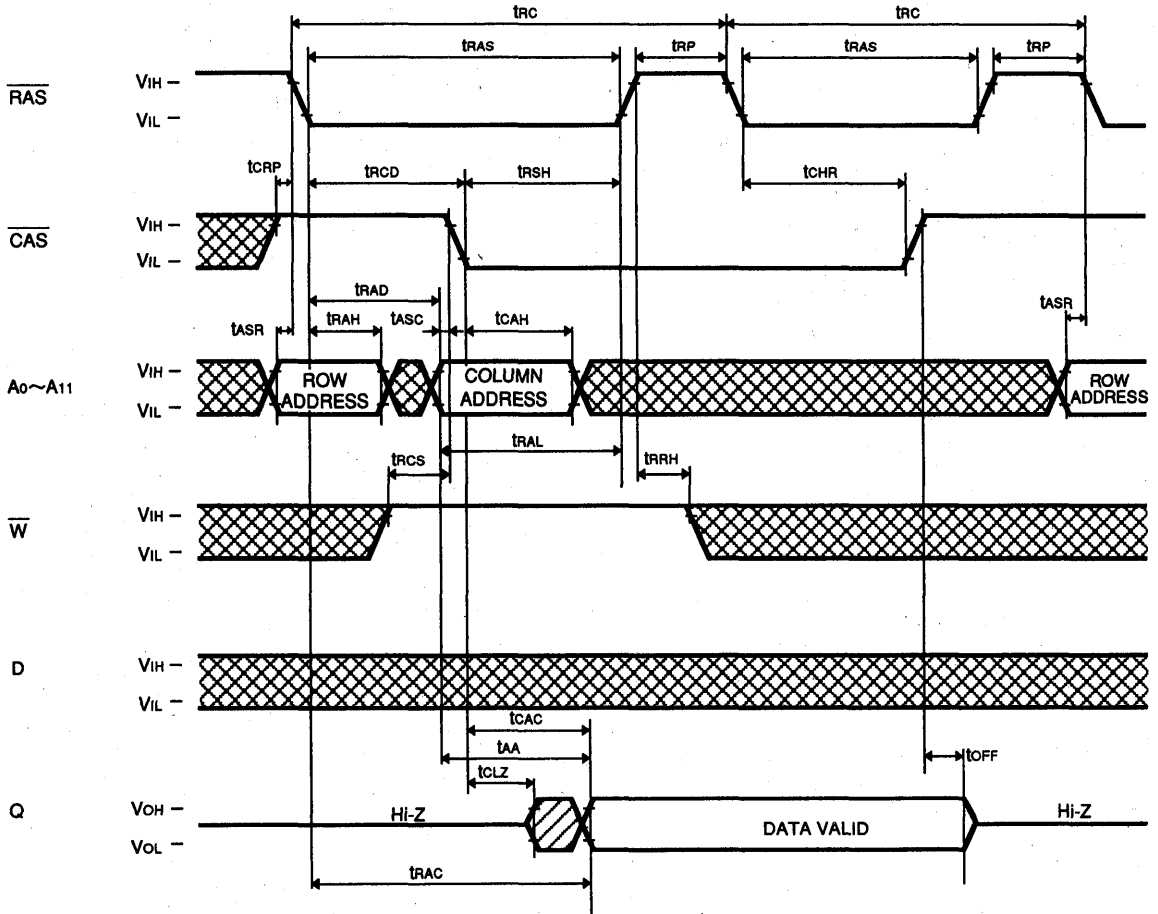 tRC tRC
tRAS tRP tRAS tRP
RAS VIH
VIL
tCRP tRCD tRSH tCHR
CAS VIH
VIL
tRAD
tASR tRAH tASC tCAH tASR
A0~A11 VIH
VIL
ROW ADDRESS
COLUMN ADDRESS
ROW ADDRESS
tRAL
tRCS tRRH
W VIH
VIL
D VIH
VIL
tCAC
tAA
tCLZ tOFF
Q VOH
VOL
Hi-Z DATA VALID Hi-Z
tRAC